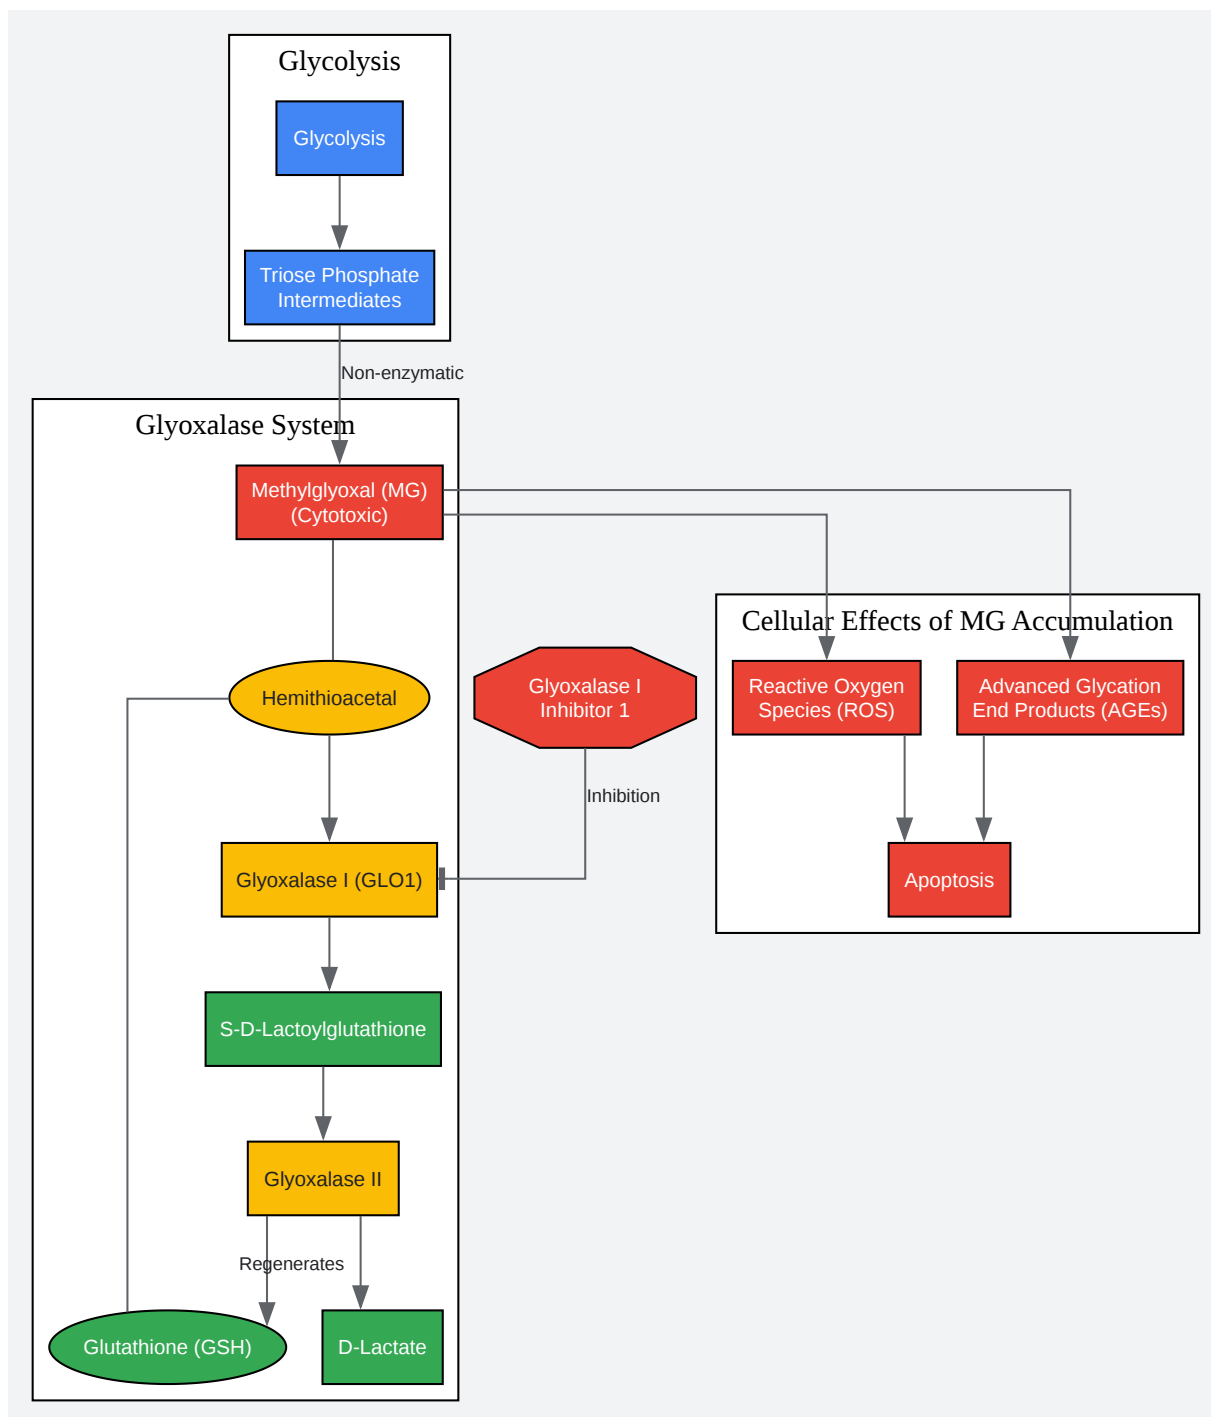 Glycolysis
Glycolysis
Triose Phosphate
Intermediates
Non-enzymatic
Glyoxalase System
Methylglyoxal (MG)
(Cytotoxic)
Cellular Effects of MG Accumulation
Hemithioacetal
Glyoxalase I
Inhibitor 1
Reactive Oxygen
Species (ROS)
Advanced Glycation
End Products (AGEs)
Inhibition
Glyoxalase I (GLO1)
Apoptosis
S-D-Lactoylglutathione
Glyoxalase II
Regenerates
Glutathione (GSH)
D-Lactate